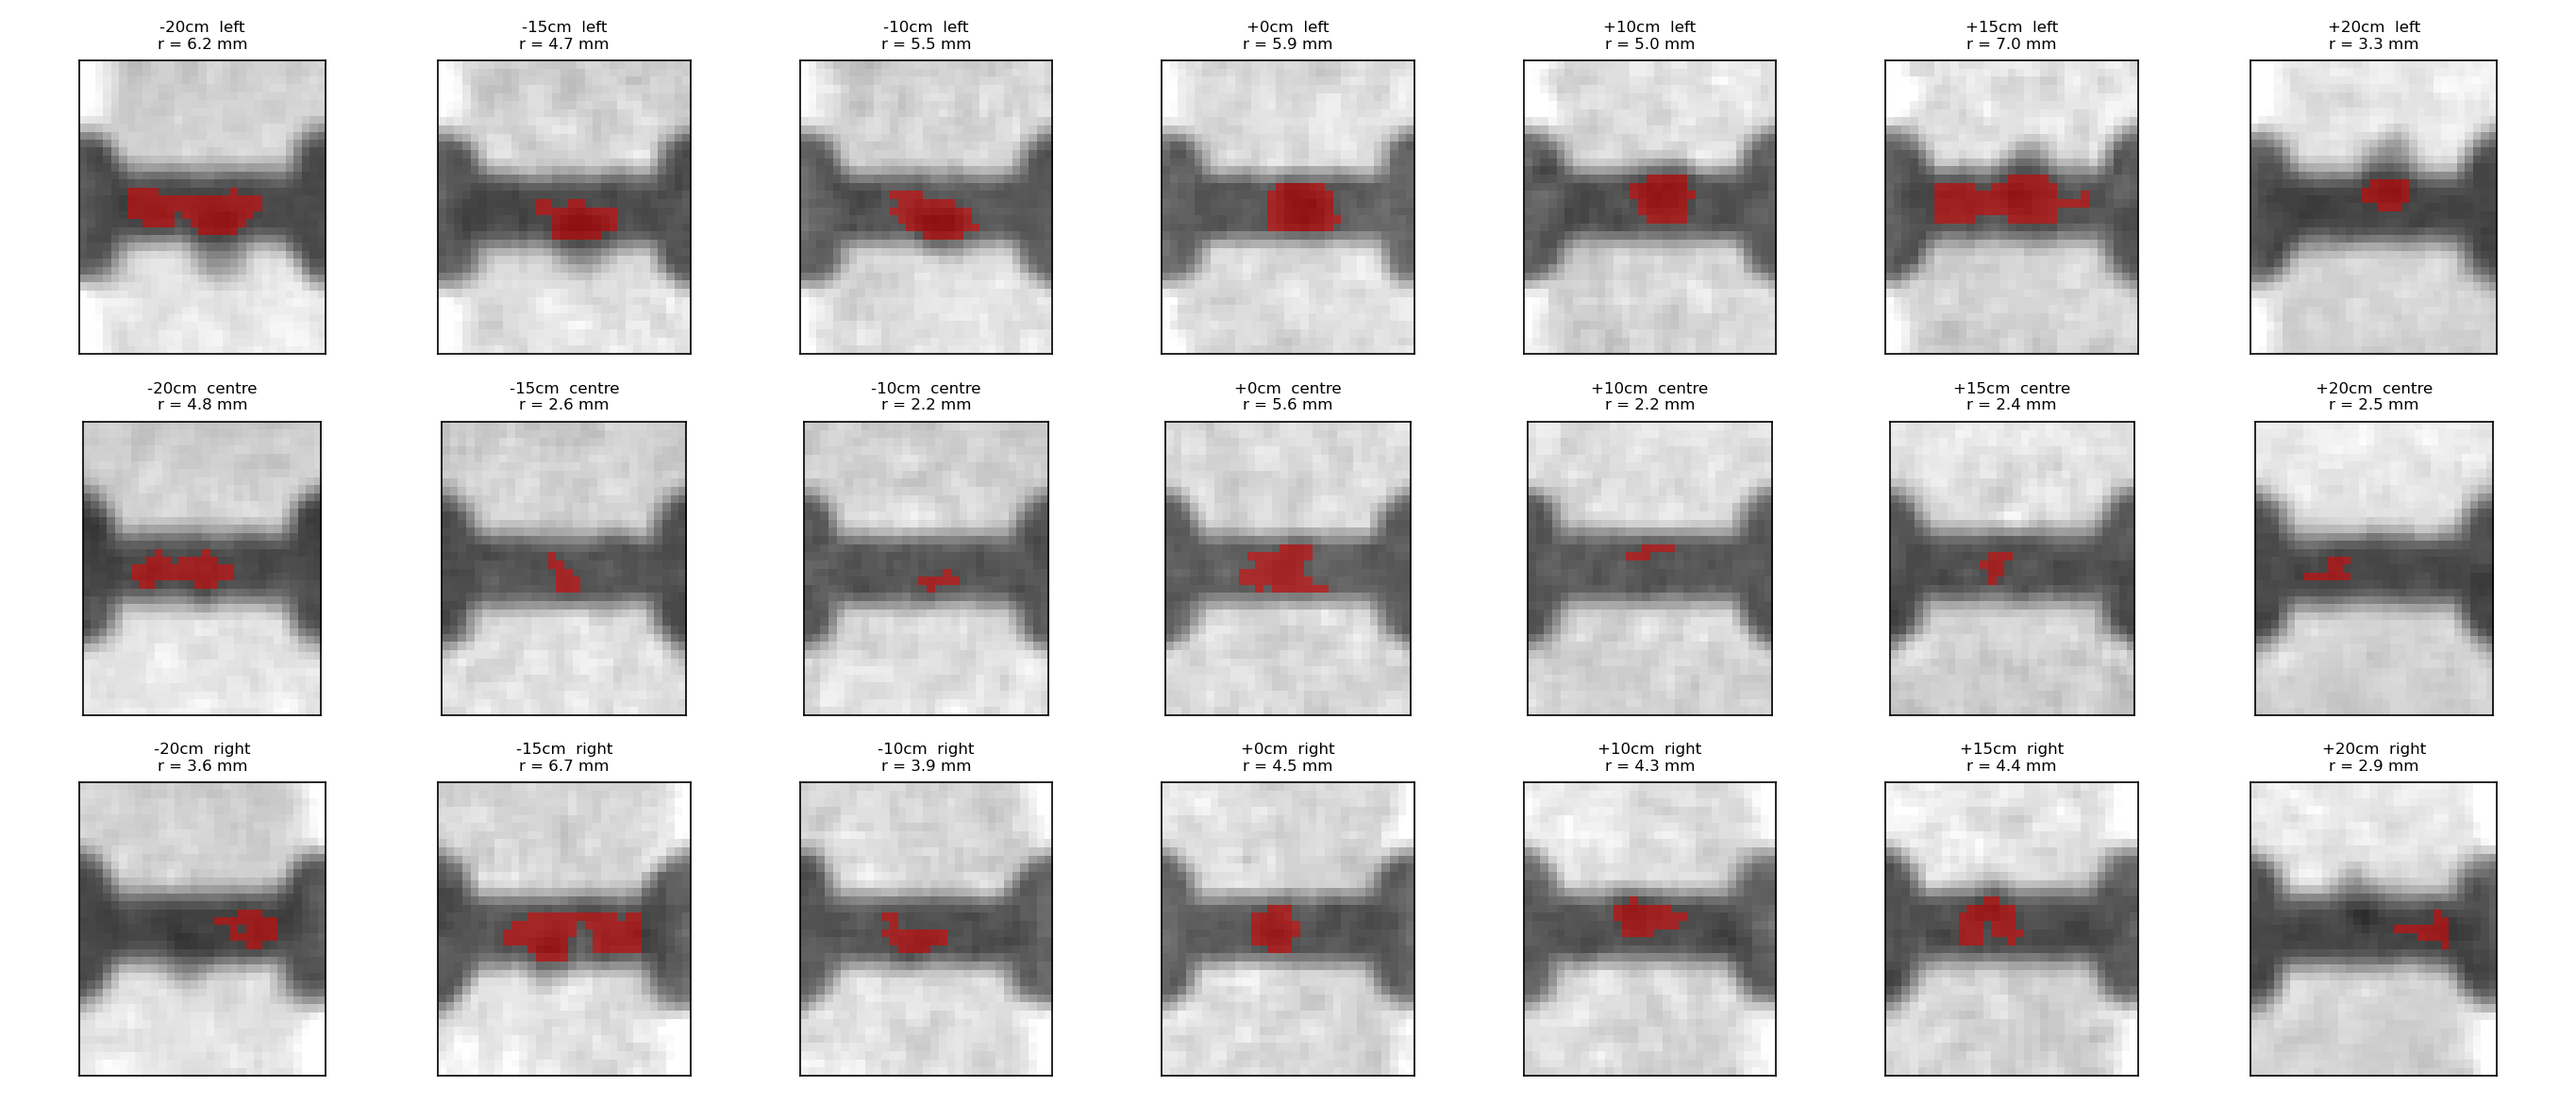 -20cm  left
r = 6.2 mm
-15cm  left
r = 4.7 mm
-10cm  left
r = 5.5 mm
+0cm  left
r = 5.9 mm
+10cm  left
r = 5.0 mm
+15cm  left
r = 7.0 mm
+20cm  left
r = 3.3 mm
-20cm  centre
r = 4.8 mm
-15cm  centre
r = 2.6 mm
-10cm  centre
r = 2.2 mm
+0cm  centre
r = 5.6 mm
+10cm  centre
r = 2.2 mm
+15cm  centre
r = 2.4 mm
+20cm  centre
r = 2.5 mm
-20cm  right
r = 3.6 mm
-15cm  right
r = 6.7 mm
-10cm  right
r = 3.9 mm
+0cm  right
r = 4.5 mm
+10cm  right
r = 4.3 mm
+15cm  right
r = 4.4 mm
+20cm  right
r = 2.9 mm